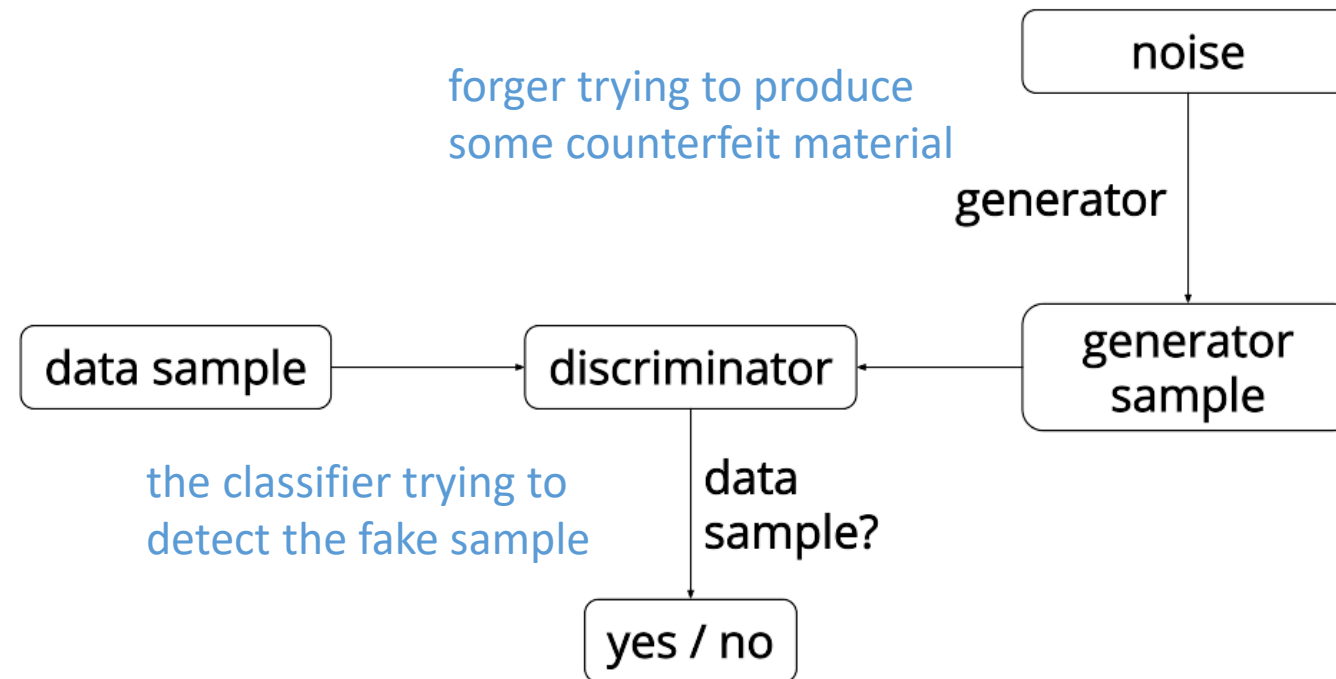 noise
forger trying to produce
some counterfeit material
generator
data sample
discriminator
generator
sample
the classifier trying to
detect the fake sample
data
sample?
yes / no